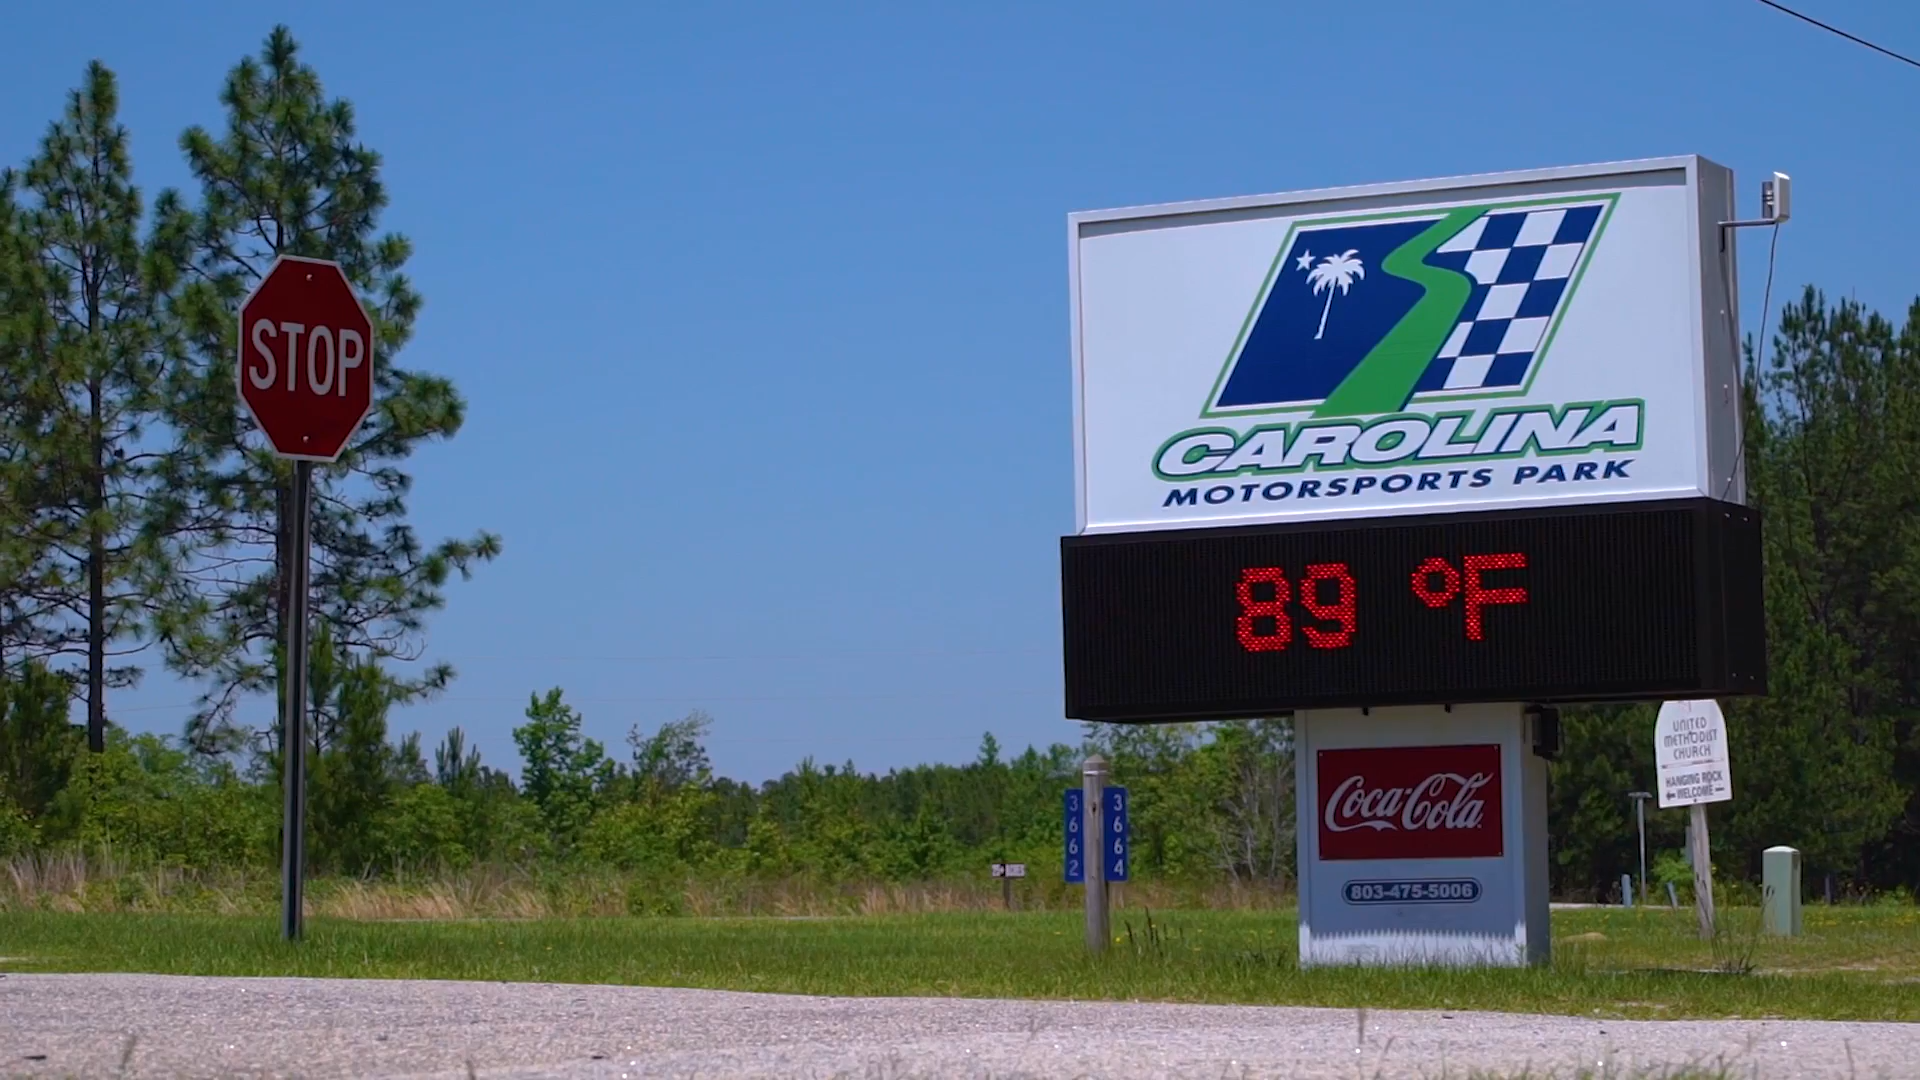 STOP
CAROLINA
MOTORSPORTS PARK
89 °F
Coca-Cola
803-475-5006
3662
3664
UNITED
METHODIST
CHURCH
HANGING ROCK
← WELCOME →